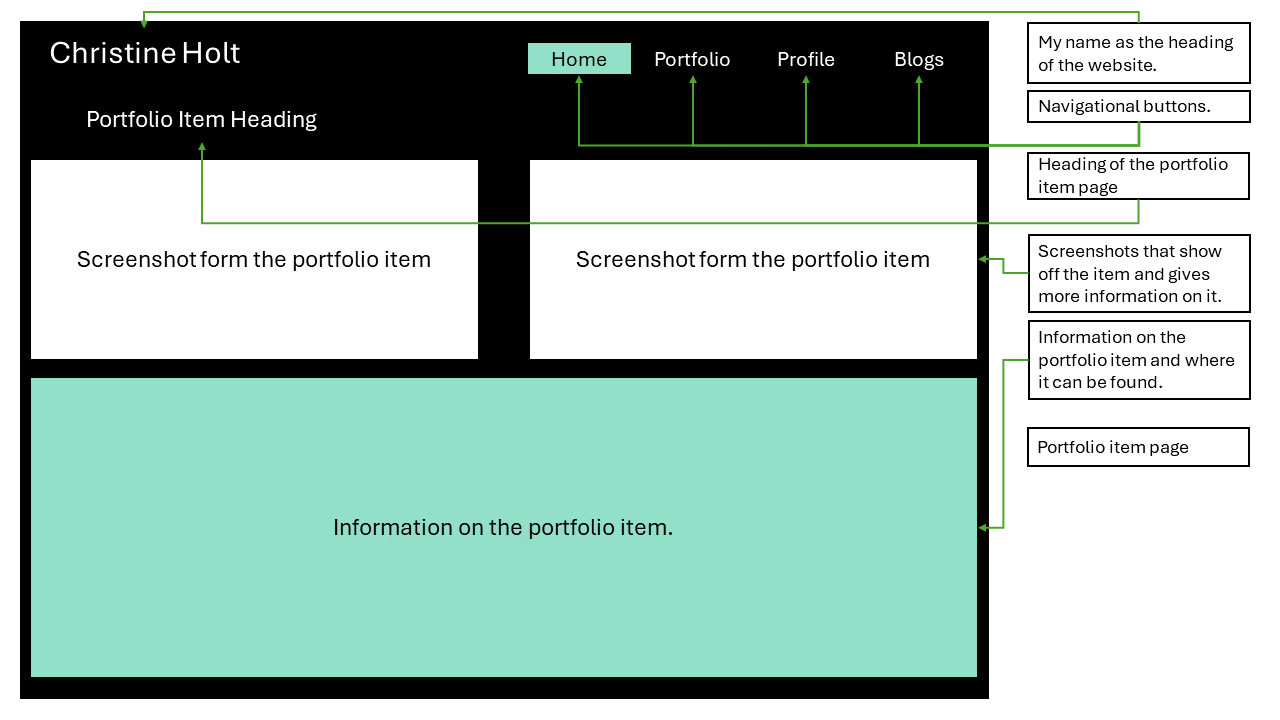 Christine Holt
Home
Portfolio
Profile
Blogs
Portfolio Item Heading
Screenshot form the portfolio item
Screenshot form the portfolio item
Information on the portfolio item.
My name as the heading
of the website.
Navigational buttons.
Heading of the portfolio
item page
Screenshots that show
off the item and gives
more information on it.
Information on the
portfolio item and where
it can be found.
Portfolio item page